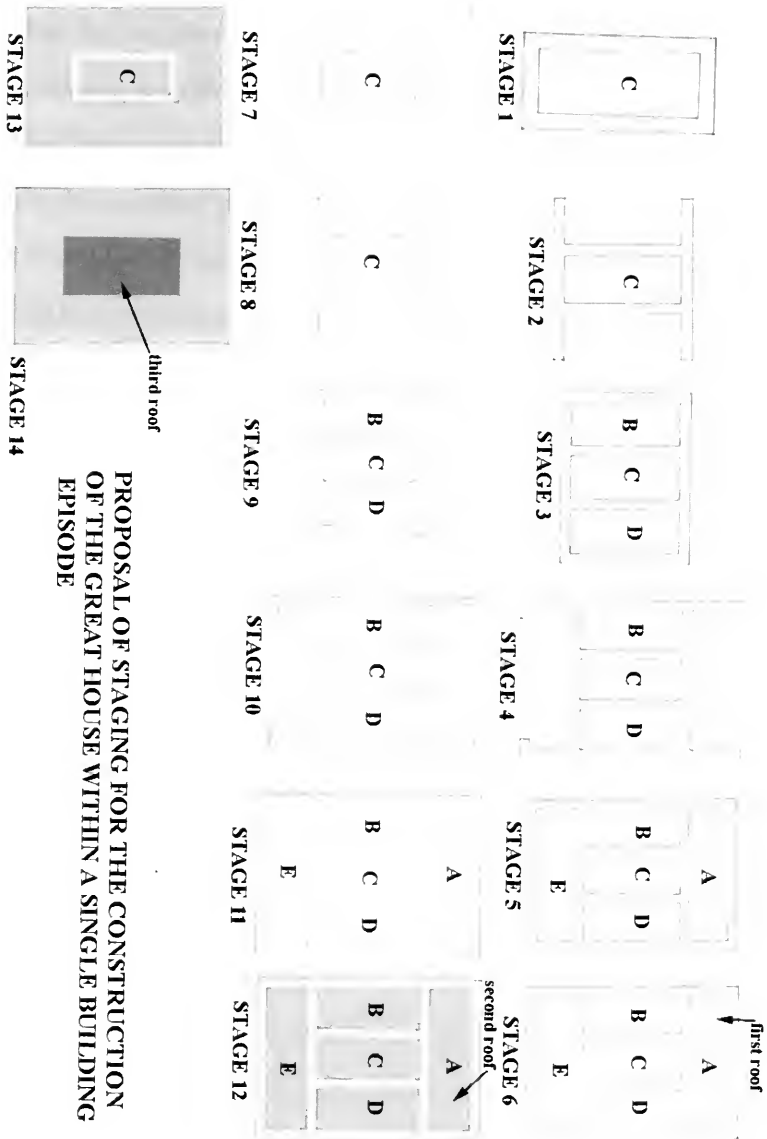 C
STAGE 1
C
STAGE 2
B C D
STAGE 3
B C D
STAGE 4
A
B C D
E
STAGE 5
first roof
A
B C D
E
STAGE 6
C
STAGE 7
C
STAGE 8
B C D
STAGE 9
B C D
STAGE 10
A
B C D
E
STAGE 11
second roof
A
B C D
E
STAGE 12
C
STAGE 13
third roof
STAGE 14
PROPOSAL OF STAGING FOR THE CONSTRUCTION
OF THE GREAT HOUSE WITHIN A SINGLE BUILDING
EPISODE